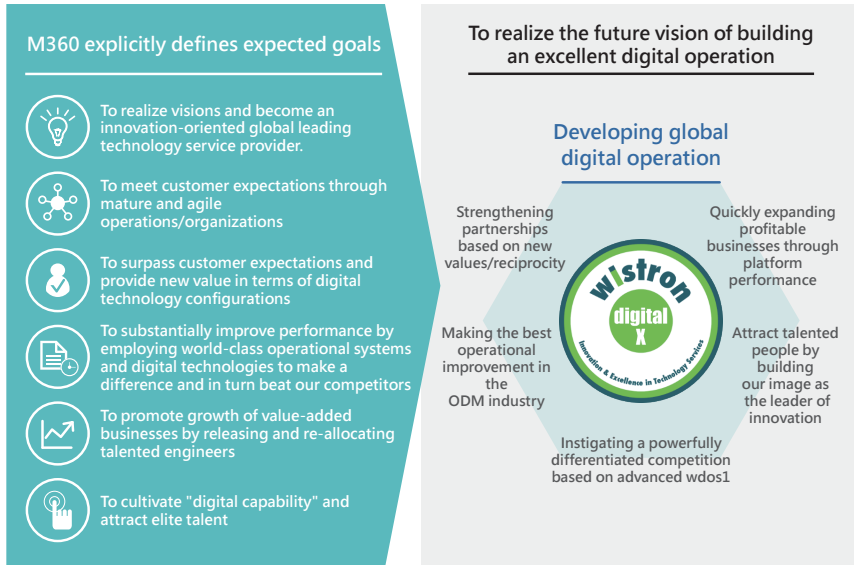 M360 explicitly defines expected goals
To realize visions and become an
innovation-oriented global leading
technology service provider.
To meet customer expectations through
mature and agile
operations/organizations
To surpass customer expectations and
provide new value in terms of digital
technology configurations
To substantially improve performance by
employing world-class operational systems
and digital technologies to make a
difference and in turn beat our competitors
To promote growth of value-added
businesses by releasing and re-allocating
talented engineers
To cultivate "digital capability" and
attract elite talent
To realize the future vision of building
an excellent digital operation
Developing global
digital operation
Strengthening
partnerships
based on new
values/reciprocity
Quickly expanding
profitable
businesses through
platform
performance
wistron
digital
X
Innovation & Excellence in Technology Services
Making the best
operational
improvement in
the
ODM industry
Attract talented
people by
building
our image as
the leader of
innovation
Instigating a powerfully
differentiated competition
based on advanced wdos1